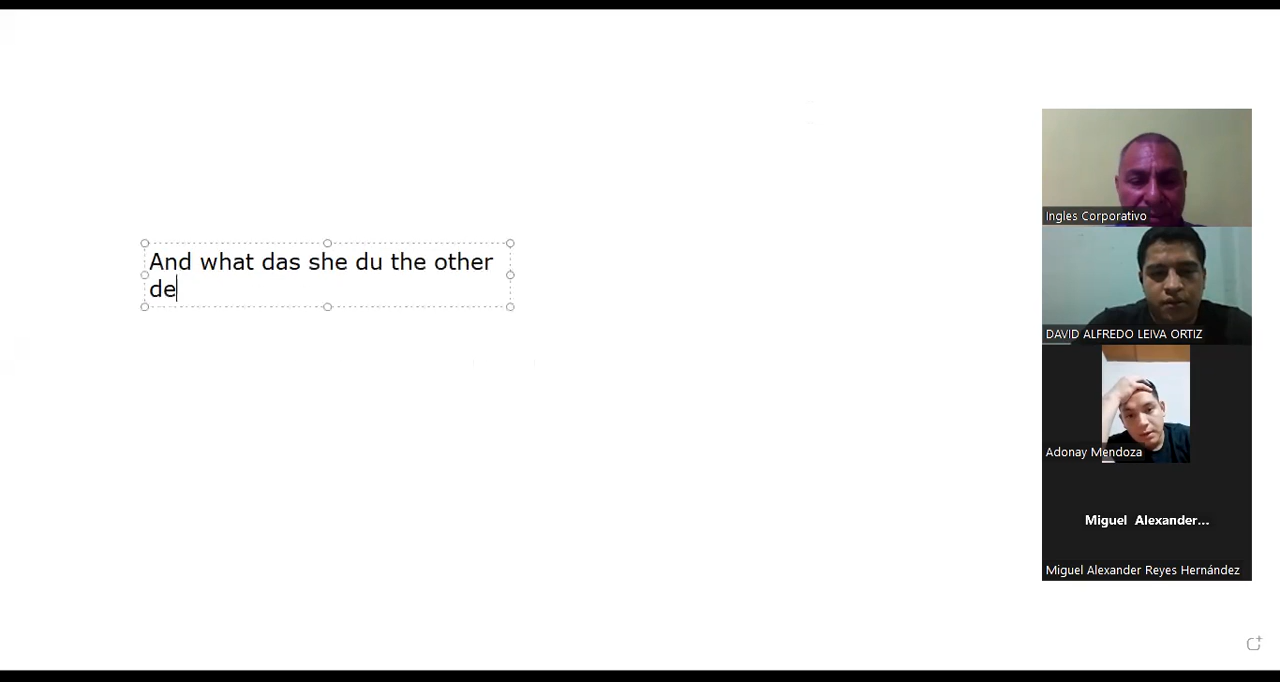 And what das she du the other
de
Ingles Corporativo
DAVID ALFREDO LEIVA ORTIZ
Adonay Mendoza
Miguel Alexander...
Miguel Alexander Reyes Hernández